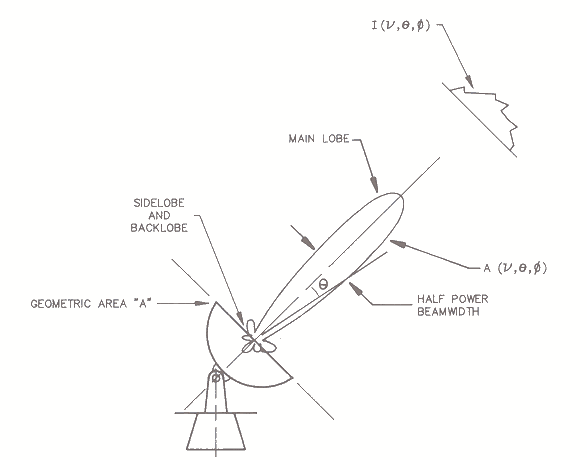 I(ν,θ,ϕ)
MAIN LOBE
SIDELOBE
AND
BACKLOBE
A (ν,θ,ϕ)
θ
GEOMETRIC AREA "A"
HALF POWER
BEAMWIDTH